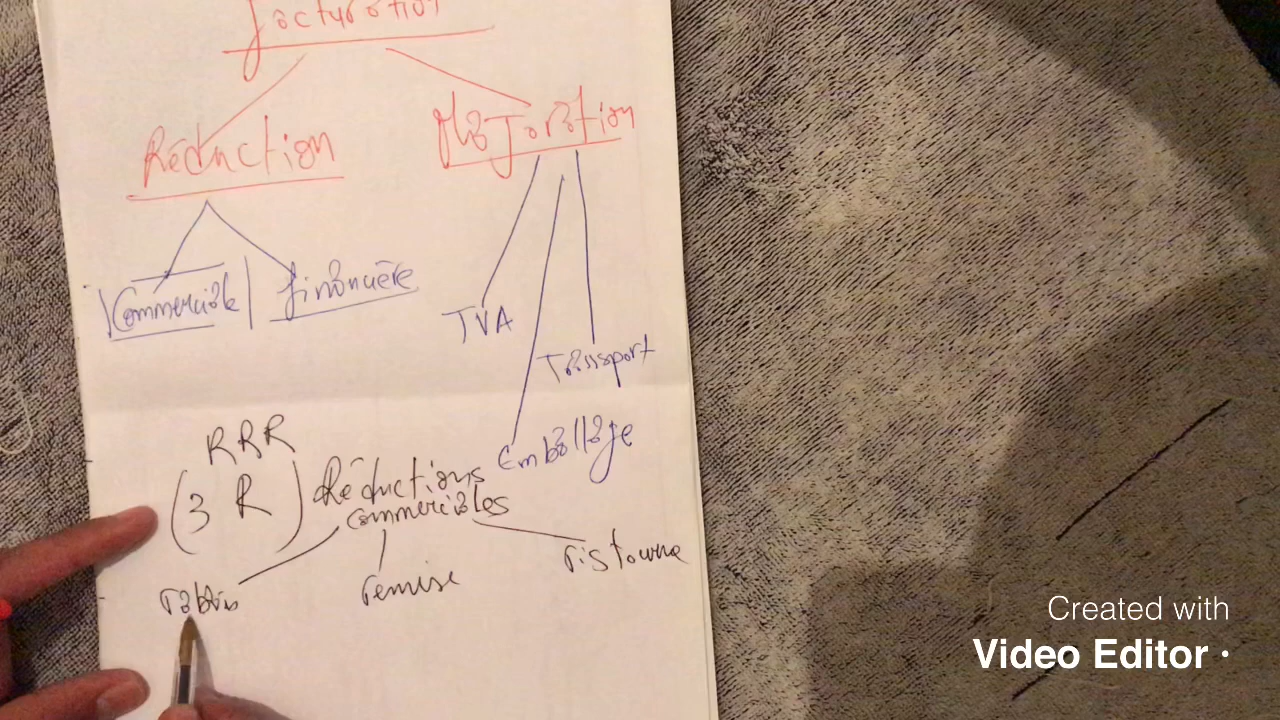 Facturation
Réduction
Majoration
Commerciale
financière
TVA
Transport
Emballage
RRR
(3 R)
Réductions
commerciales
rabais
remise
ristourne
Created with
Video Editor